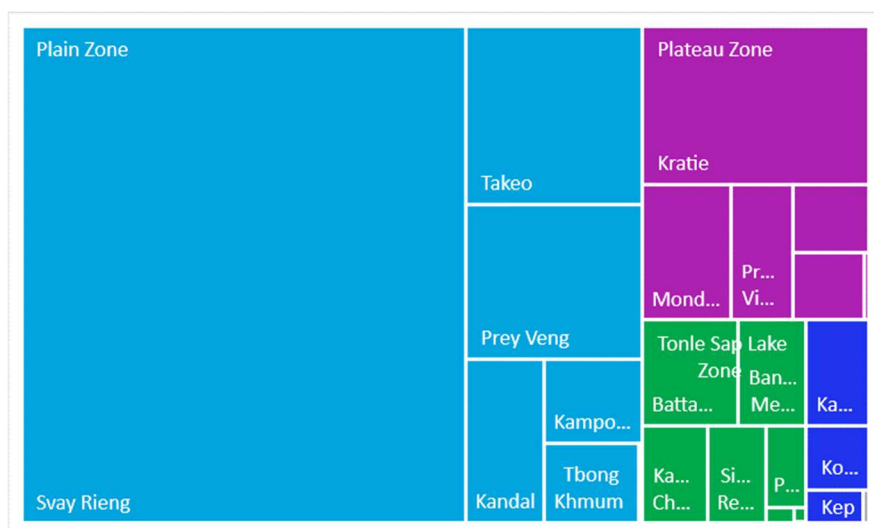 Plain Zone
Svay Rieng
Takeo
Prey Veng
Kandal
Kampo...
Tbong
Khmum
Plateau Zone
Kratie
Mond...
Pr...
Vi...
Tonle Sap Lake
Zone
Batta...
Ban...
Me...
Ka...
Ch...
Si...
Re...
P...
Ka...
Ko...
Kep